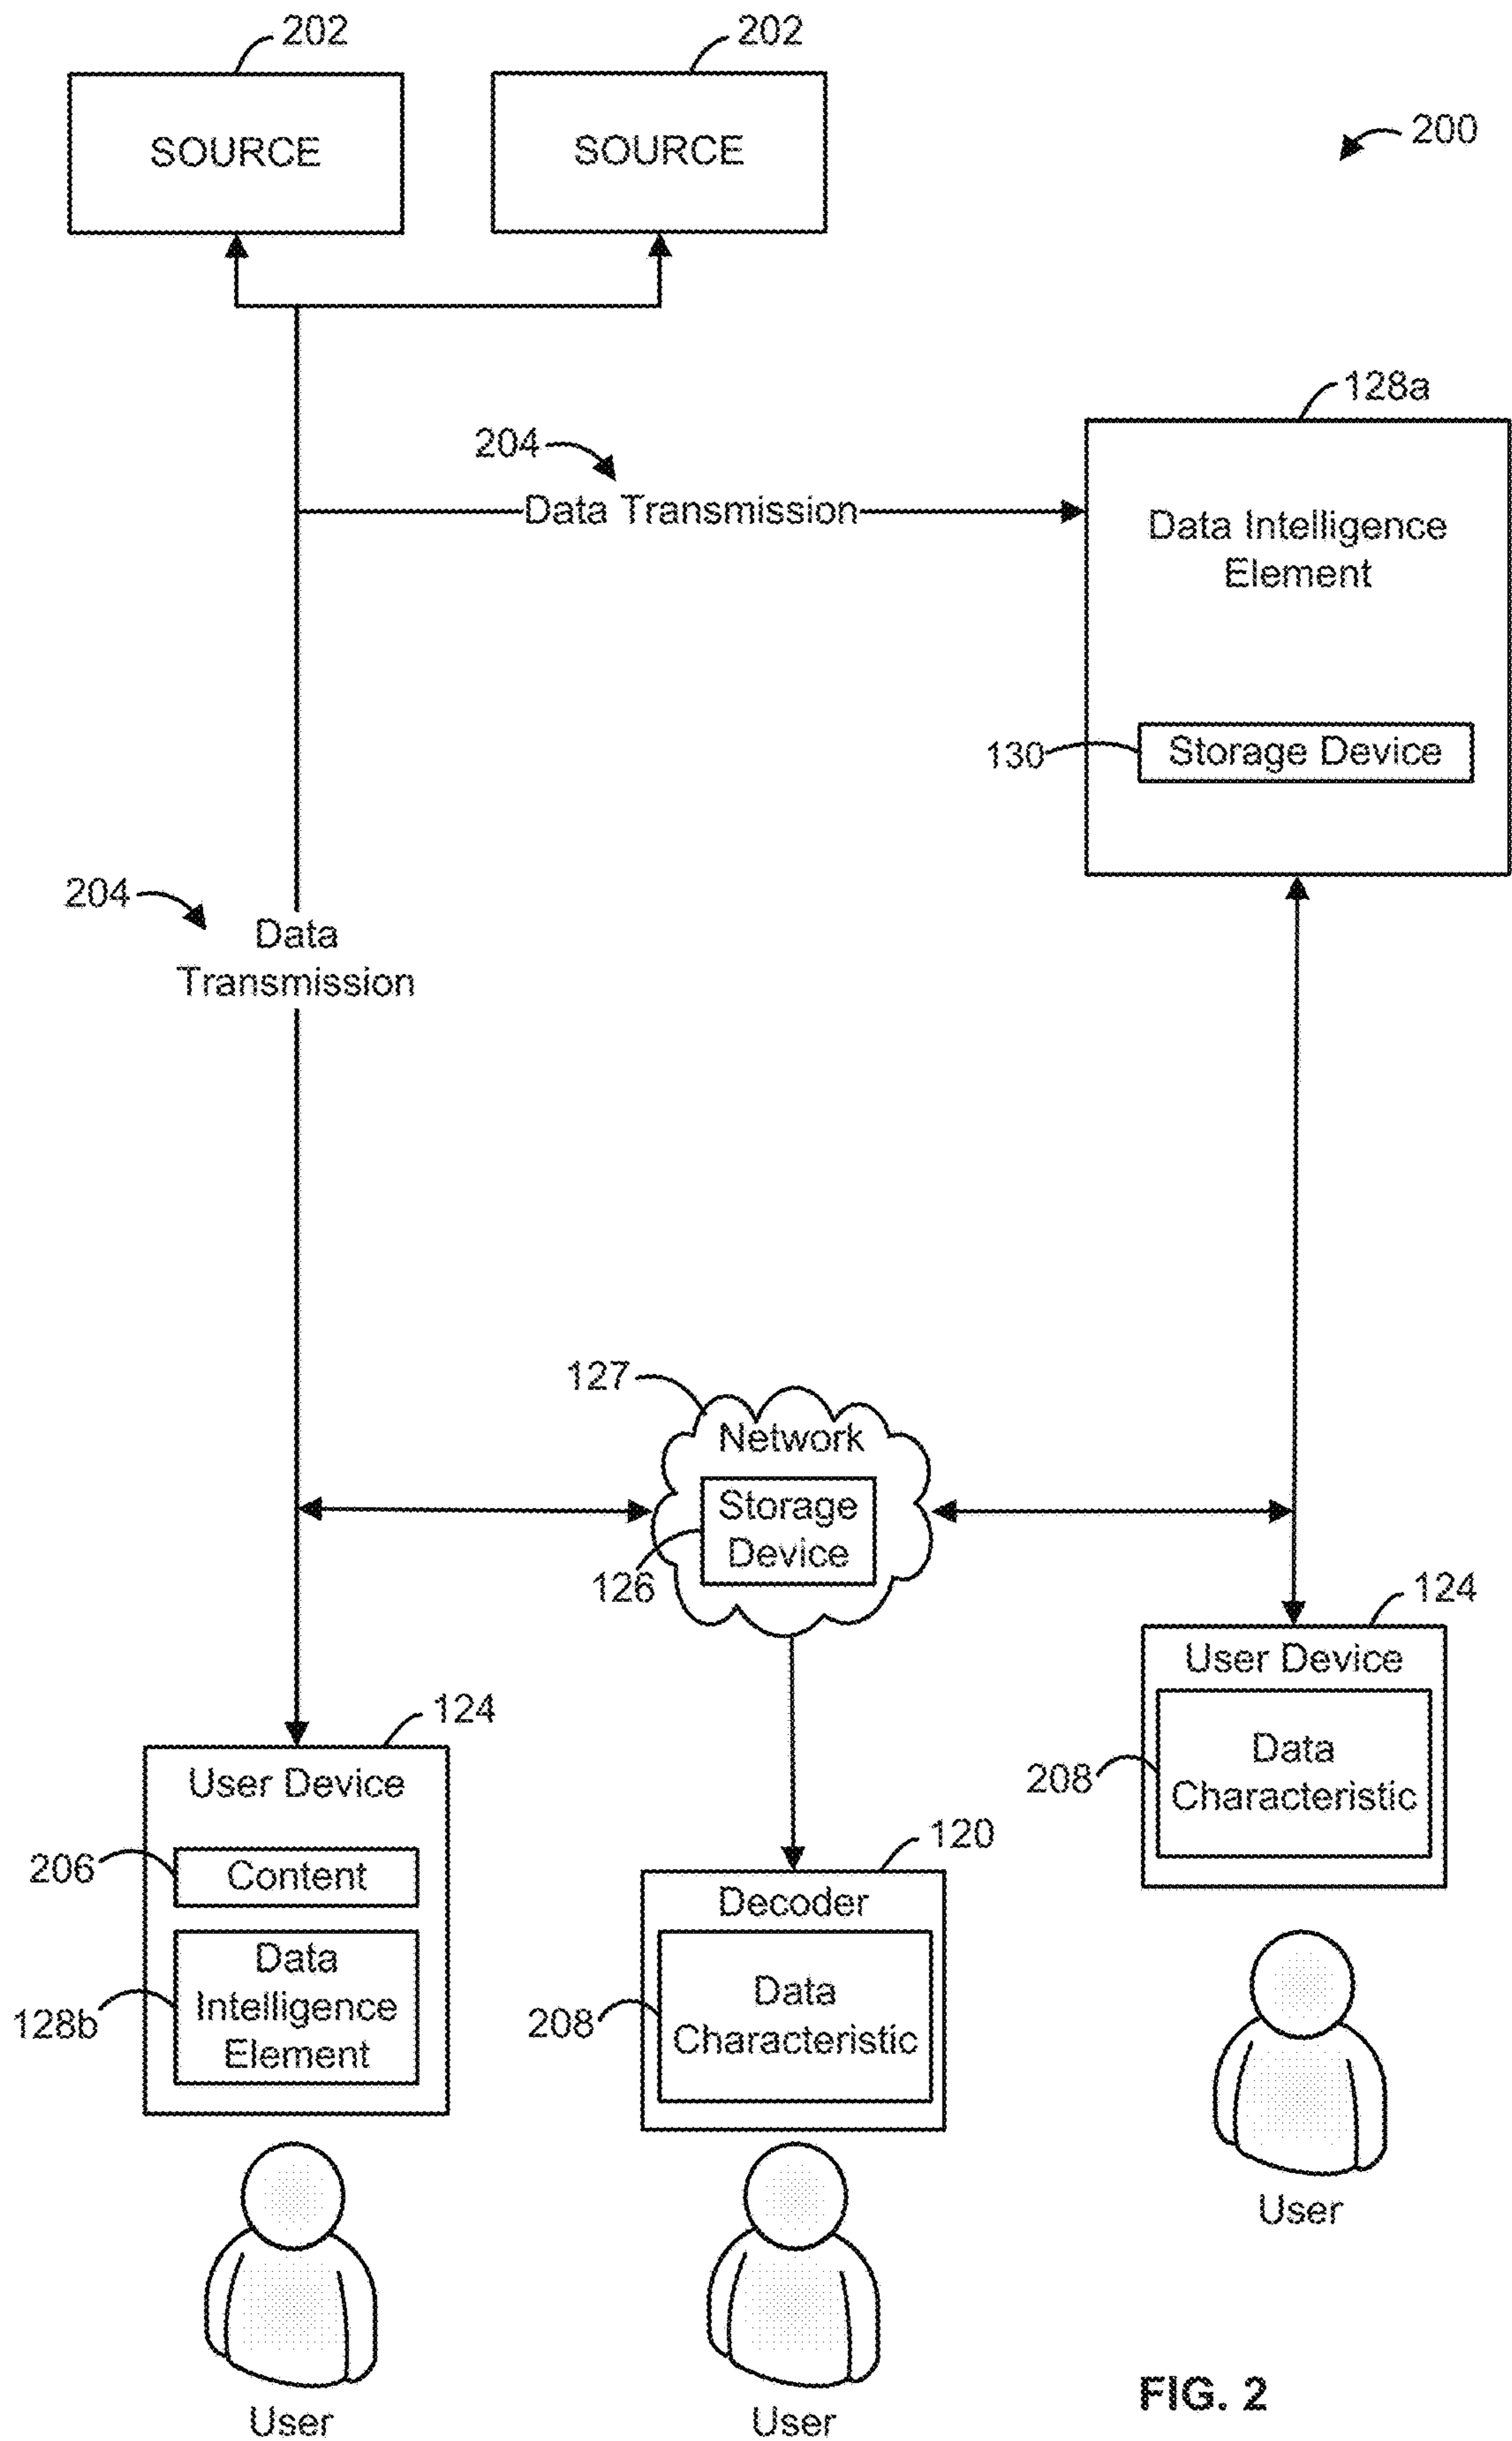 202
202
SOURCE
SOURCE
200
128a
204
Data Transmission
Data Intelligence
Element
130
Storage Device
204
Data
Transmission
127
Network
Storage
Device
126
124
User Device
Data
Characteristic
208
124
User Device
206
Content
Data
Intelligence
Element
128b
120
Decoder
Data
Characteristic
208
User
User
User
FIG. 2